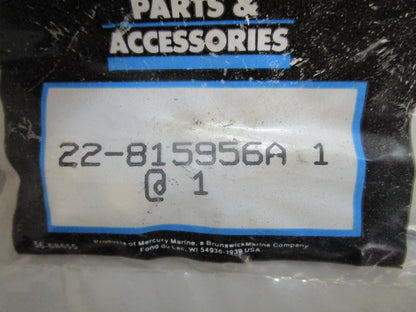 PARTS &
ACCESSORIES
22-815956A 1
@ 1
Products of Mercury Marine, a Brunswick Marine Company
Fond du Lac, WI 54936-1939 USA